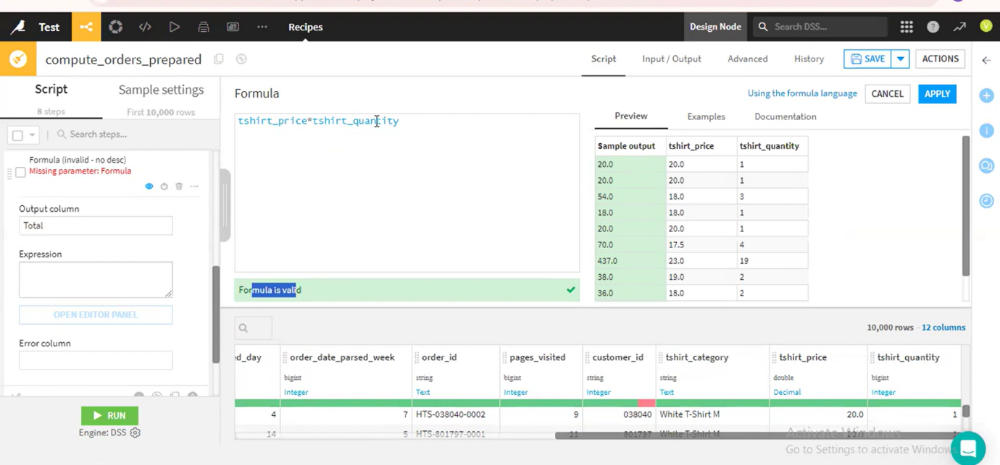 Test
Recipes
Design Node
Search DSS...
V
compute_orders_prepared
Script
Input / Output
Advanced
History
SAVE
ACTIONS
Script
8 steps
Sample settings
First 10,000 rows
Search steps...
Formula (invalid - no desc)
Missing parameter: Formula
Output column
Total
Expression
OPEN EDITOR PANEL
Error column
RUN
Engine: DSS
Formula
Using the formula language
CANCEL
APPLY
tshirt_price*tshirt_quantity
Formula is valid
Preview
Examples
Documentation
Sample output tshirt_price tshirt_quantity
20.0 20.0 1
20.0 20.0 1
54.0 18.0 3
18.0 18.0 1
20.0 20.0 1
70.0 17.5 4
437.0 23.0 19
38.0 19.0 2
36.0 18.0 2
10,000 rows - 12 columns
ed_day order_date_parsed_week order_id pages_visited customer_id tshirt_category tshirt_price tshirt_quantity
bigint string bigint string string double bigint
Integer Text Integer Integer Text Decimal Integer
4 7 HTS-038040-0002 9 038040 White T-Shirt M 20.0 1
14 5 HTS-801797-0001 11 801797 White T-Shirt M 20.0 1
Activate Windows
Go to Settings to activate Windows.